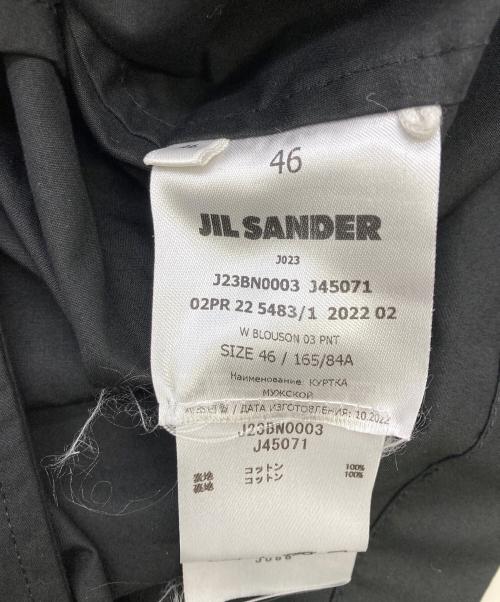 46
JIL SANDER
J023
J23BN0003 J45071
02PR 22 5483/1 2022 02
W BLOUSON 03 PNT
SIZE 46 / 165/84A
Наименование: КУРТКА
МУЖСКОЙ
/ ДАТА ИЗГОТОВЛЕНИЯ: 10.2022
J23BN0003
J45071
表地 コットン 100%
裏地 コットン 100%